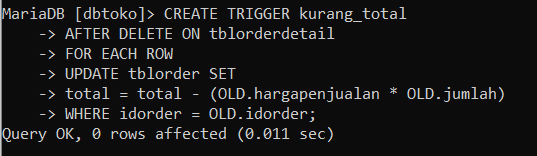 MariaDB [dbtoko]> CREATE TRIGGER kurang_total
    -> AFTER DELETE ON tblorderdetail
    -> FOR EACH ROW
    -> UPDATE tblorder SET
    -> total = total - (OLD.hargapenjualan * OLD.jumlah)
    -> WHERE idorder = OLD.idorder;
Query OK, 0 rows affected (0.011 sec)